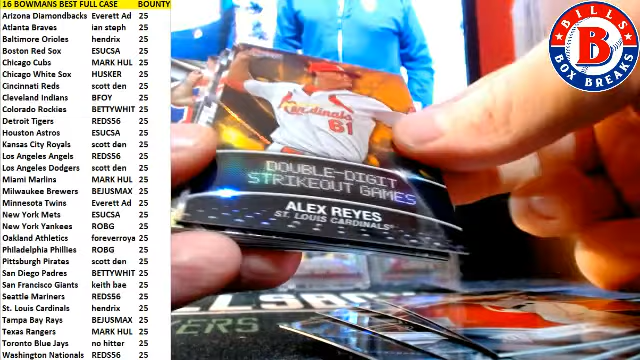 16 BOWMANS BEST FULL CASE BOUNTY
Arizona Diamondbacks Everett Ad 25
Atlanta Braves ian steph 25
Baltimore Orioles hendrix 25
Boston Red Sox ESUCSA 25
Chicago Cubs MARK HUL 25
Chicago White Sox HUSKER 25
Cincinnati Reds scott den 25
Cleveland Indians BFOY 25
Colorado Rockies BETTYWHIT 25
Detroit Tigers REDS56 25
Houston Astros ESUCSA 25
Kansas City Royals scott den 25
Los Angeles Angels REDS56 25
Los Angeles Dodgers scott den 25
Miami Marlins MARK HUL 25
Milwaukee Brewers BEJUSMAX 25
Minnesota Twins Everett Ad 25
New York Mets ESUCSA 25
New York Yankees ROBG 25
Oakland Athletics foreverroya 25
Philadelphia Phillies ROBG 25
Pittsburgh Pirates scott den 25
San Diego Padres BETTYWHIT 25
San Francisco Giants keith bae 25
Seattle Mariners REDS56 25
St. Louis Cardinals hendrix 25
Tampa Bay Rays BEJUSMAX 25
Texas Rangers MARK HUL 25
Toronto Blue Jays no hitter 25
Washington Nationals REDS56 25
Cardinals
61
DOUBLE-DIGIT
STRIKEOUT GAMES
ALEX REYES
ST. LOUIS CARDINALS
BILLS
B
BOX BREAKS